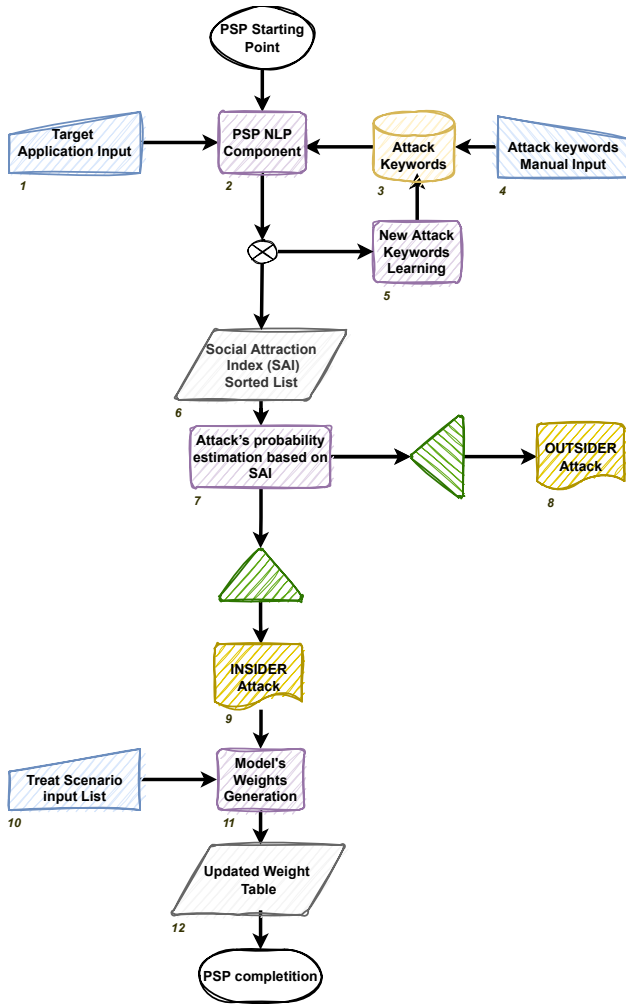 PSP Starting
Point
Target
Application Input
1
PSP NLP
Component
2
Attack
Keywords
3
Attack keywords
Manual Input
4
New Attack
Keywords
Learning
5
Social Attraction
Index (SAI)
Sorted List
6
Attack's probability
estimation based on
SAI
7
OUTSIDER
Attack
8
INSIDER
Attack
9
Treat Scenario
input List
10
Model's
Weights
Generation
11
Updated Weight
Table
12
PSP completition